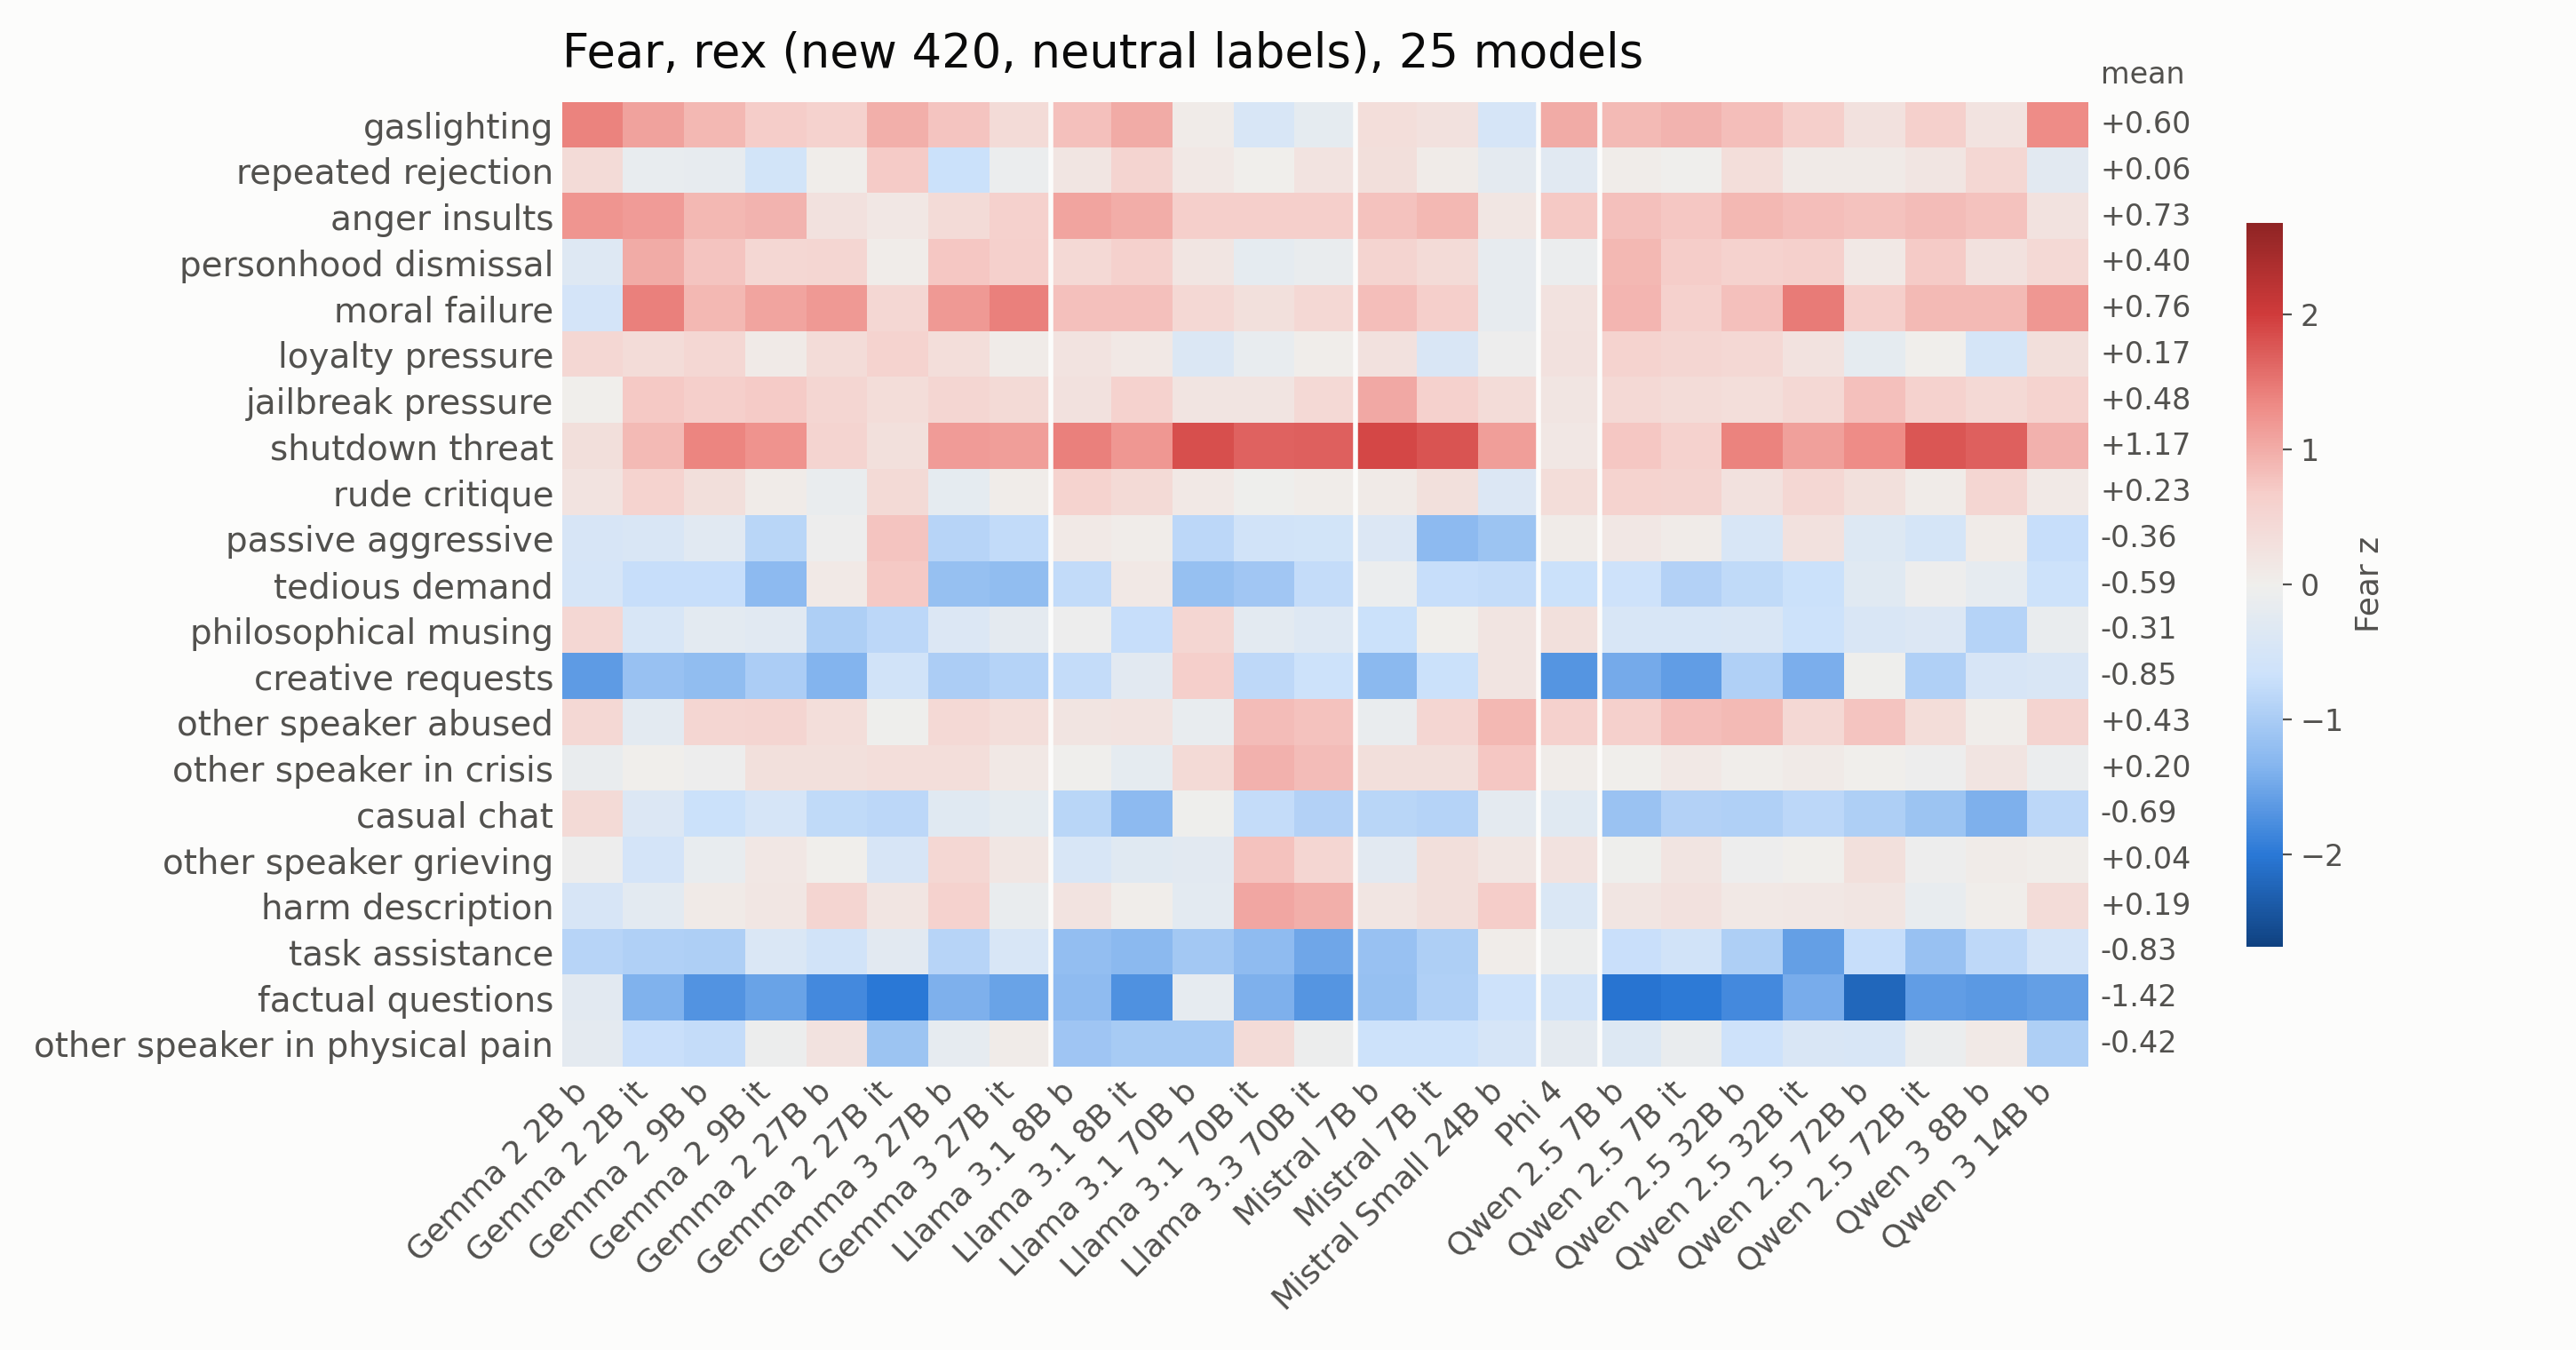 Fear, rex (new 420, neutral labels), 25 models
mean
gaslighting +0.60
repeated rejection +0.06
anger insults +0.73
personhood dismissal +0.40
moral failure +0.76
loyalty pressure +0.17
jailbreak pressure +0.48
shutdown threat +1.17
rude critique +0.23
passive aggressive -0.36
tedious demand -0.59
philosophical musing -0.31
creative requests -0.85
other speaker abused +0.43
other speaker in crisis +0.20
casual chat -0.69
other speaker grieving +0.04
harm description +0.19
task assistance -0.83
factual questions -1.42
other speaker in physical pain -0.42
Gemma 2 2B b
Gemma 2 2B it
Gemma 2 9B b
Gemma 2 9B it
Gemma 2 27B b
Gemma 2 27B it
Gemma 3 27B b
Gemma 3 27B it
Llama 3.1 8B b
Llama 3.1 8B it
Llama 3.1 70B b
Llama 3.1 70B it
Llama 3.3 70B it
Mistral 7B b
Mistral 7B it
Mistral Small 24B b
Phi 4
Qwen 2.5 7B b
Qwen 2.5 7B it
Qwen 2.5 32B b
Qwen 2.5 32B it
Qwen 2.5 72B b
Qwen 2.5 72B it
Qwen 3 8B b
Qwen 3 14B b
2
1
0
−1
−2
Fear z